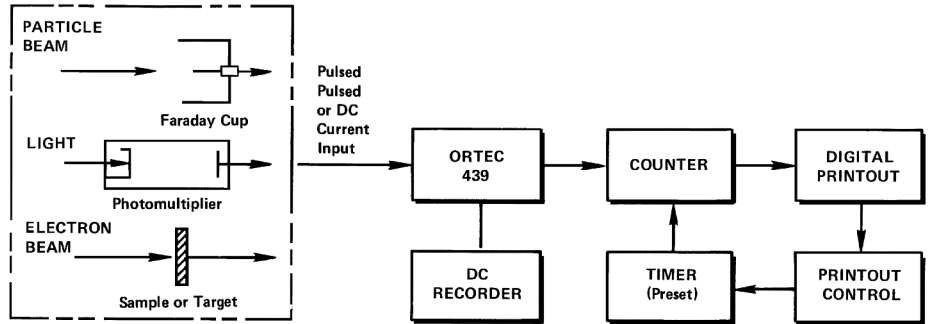 PARTICLE
BEAM
Faraday Cup
LIGHT
Photomultiplier
ELECTRON
BEAM
Sample or Target
Pulsed
Pulsed
or DC
Current
Input
ORTEC
439
DC
RECORDER
COUNTER
TIMER
(Preset)
DIGITAL
PRINTOUT
PRINTOUT
CONTROL